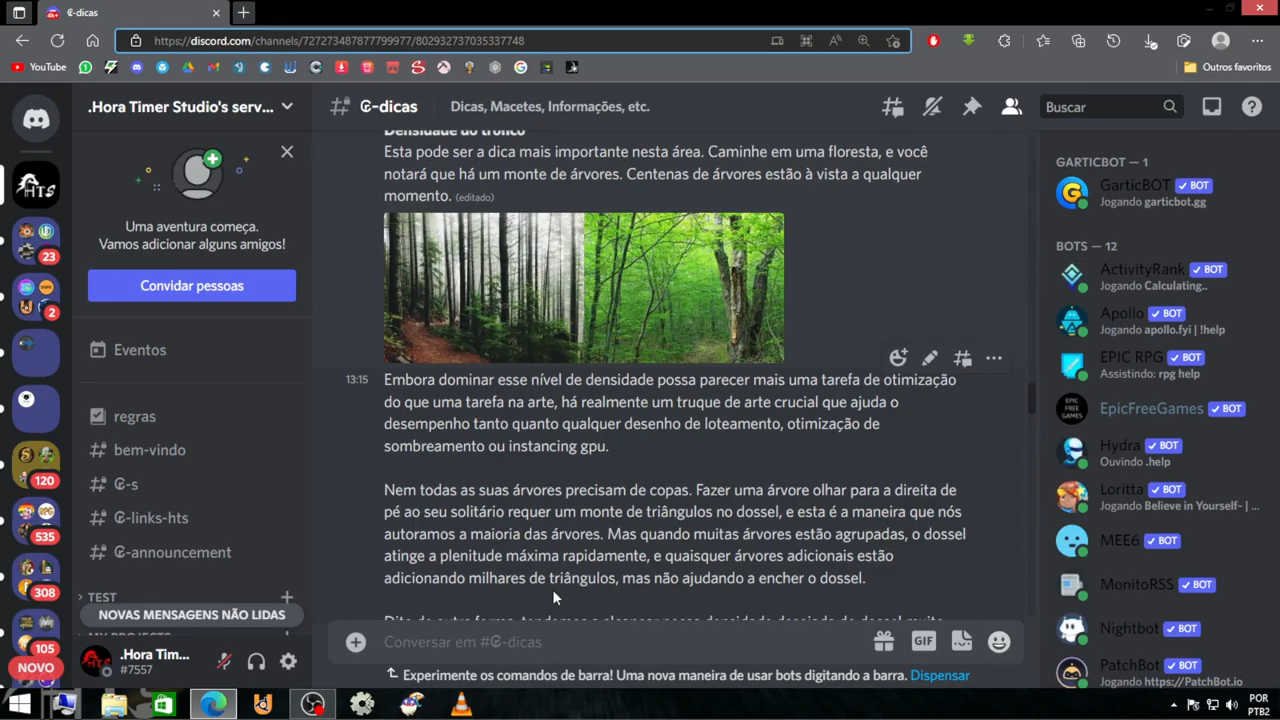 ₢-dicas
https://discord.com/channels/727273487877799977/802932737035337748
YouTube
Outros favoritos
.Hora Timer Studio's serv...
₢-dicas
Dicas, Macetes, Informações, etc.
Buscar
Uma aventura começa.
Vamos adicionar alguns amigos!
Convidar pessoas
Eventos
regras
bem-vindo
₢-s
₢-links-hts
₢-announcement
TEST
NOVAS MENSAGENS NÃO LIDAS
HTS
23
2
120
535
308
105
NOVO
.Hora Tim...
#7557
Densidade do tronco
Esta pode ser a dica mais importante nesta área. Caminhe em uma floresta, e você
notará que há um monte de árvores. Centenas de árvores estão à vista a qualquer
momento. (editado)
13:15
Embora dominar esse nível de densidade possa parecer mais uma tarefa de otimização
do que uma tarefa na arte, há realmente um truque de arte crucial que ajuda o
desempenho tanto quanto qualquer desenho de loteamento, otimização de
sombreamento ou instancing gpu.
Nem todas as suas árvores precisam de copas. Fazer uma árvore olhar para a direita de
pé ao seu solitário requer um monte de triângulos no dossel, e esta é a maneira que nós
autoramos a maioria das árvores. Mas quando muitas árvores estão agrupadas, o dossel
atinge a plenitude máxima rapidamente, e quaisquer árvores adicionais estão
adicionando milhares de triângulos, mas não ajudando a encher o dossel.
Conversar em #₢-dicas
GIF
Experimente os comandos de barra! Uma nova maneira de usar bots digitando a barra. Dispensar
GARTICBOT — 1
GarticBOT BOT
Jogando garticbot.gg
BOTS — 12
ActivityRank BOT
Jogando Calculating..
Apollo BOT
Jogando apollo.fyi | !help
EPIC RPG BOT
Assistindo: rpg help
EPIC FREE GAMES
EpicFreeGames BOT
Hydra BOT
Ouvindo .help
Loritta BOT
Jogando Believe in Yourself~ | ...
MEE6 BOT
MonitoRSS BOT
Nightbot BOT
PatchBot BOT
Jogando https://PatchBot.io
POR
PTB2